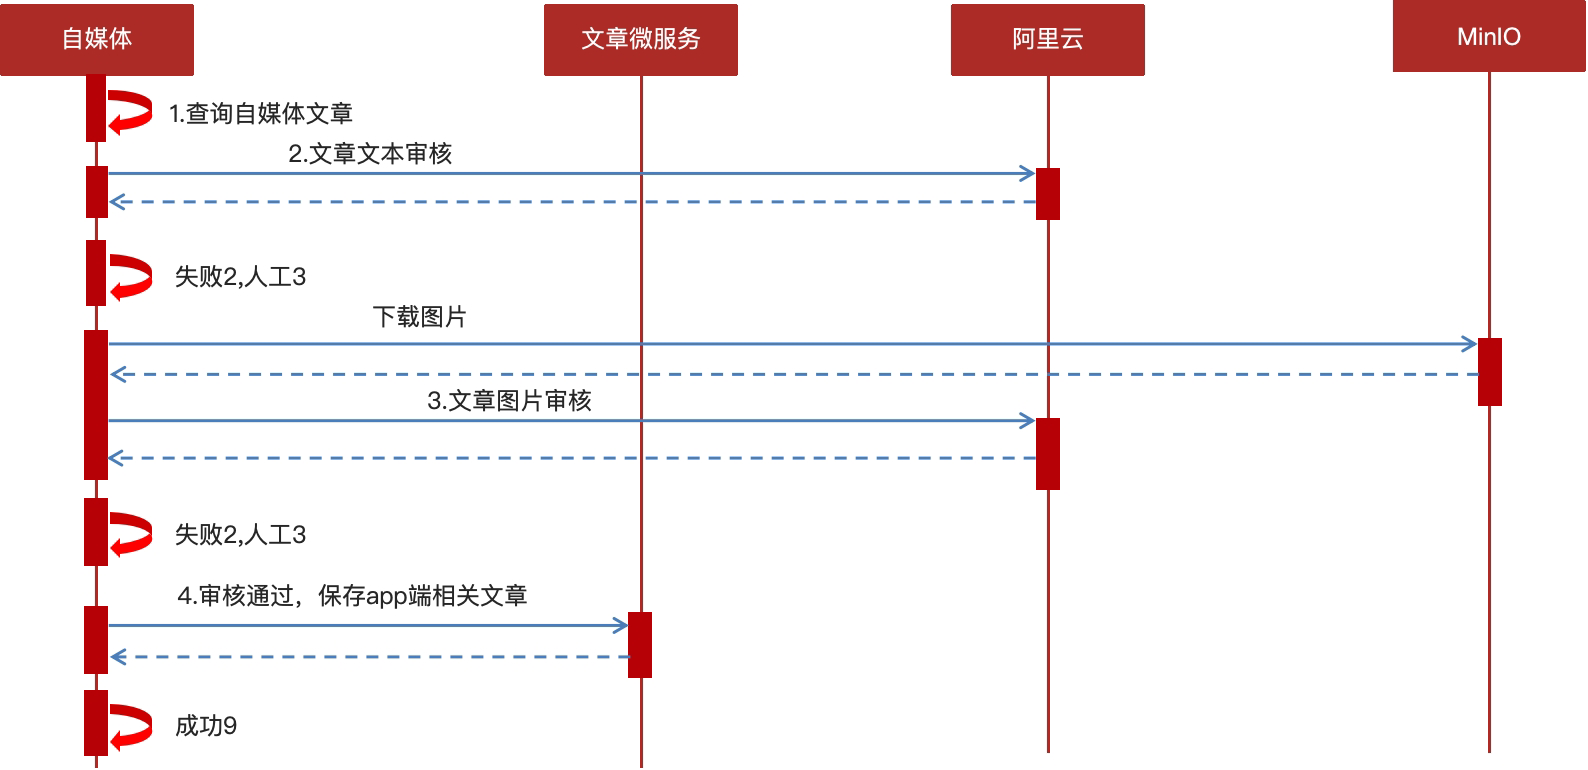 自媒体
文章微服务
阿里云
MinIO
1.查询自媒体文章
2.文章文本审核
失败2,人工3
下载图片
3.文章图片审核
失败2,人工3
4.审核通过，保存app端相关文章
成功9